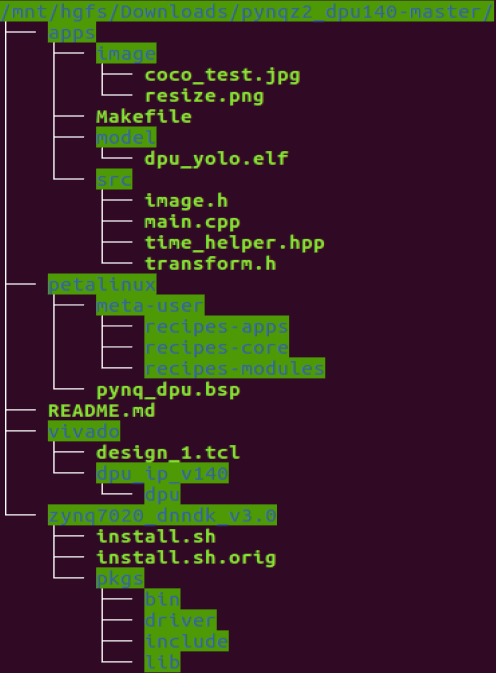 /mnt/hgfs/Downloads/pynqz2_dpu140-master/
apps
image
coco_test.jpg
resize.png
Makefile
model
dpu_yolo.elf
src
image.h
main.cpp
time_helper.hpp
transform.h
petalinux
meta-user
recipes-apps
recipes-core
recipes-modules
pynq_dpu.bsp
README.md
vivado
design_1.tcl
dpu_ip_v140
dpu
zynq7020_dnndk_v3.0
install.sh
install.sh.orig
pkgs
bin
driver
include
lib